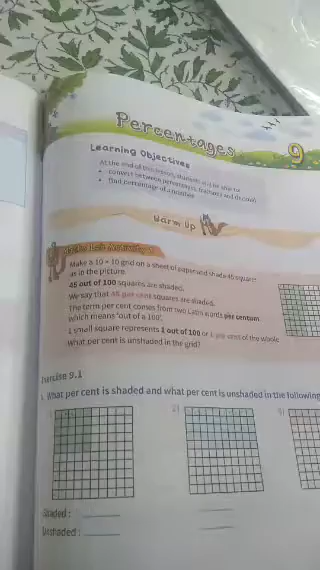 Percentages
9
Learning Objectives
At the end of this lesson, students will be able to:
• convert between percentages, fractions and decimals
• find percentage of a number
Warm Up
Make a 10 × 10 grid on a sheet of paper and shade 45 squares
as in the picture.
45 out of 100 squares are shaded.
We say that 45 per cent squares are shaded.
The term per cent comes from two Latin words per centum
which means 'out of a 100'.
1 small square represents 1 out of 100 or 1 per cent of the whole
What per cent is unshaded in the grid?
Exercise 9.1
What per cent is shaded and what per cent is unshaded in the following
2)
3)
Shaded :
Unshaded :